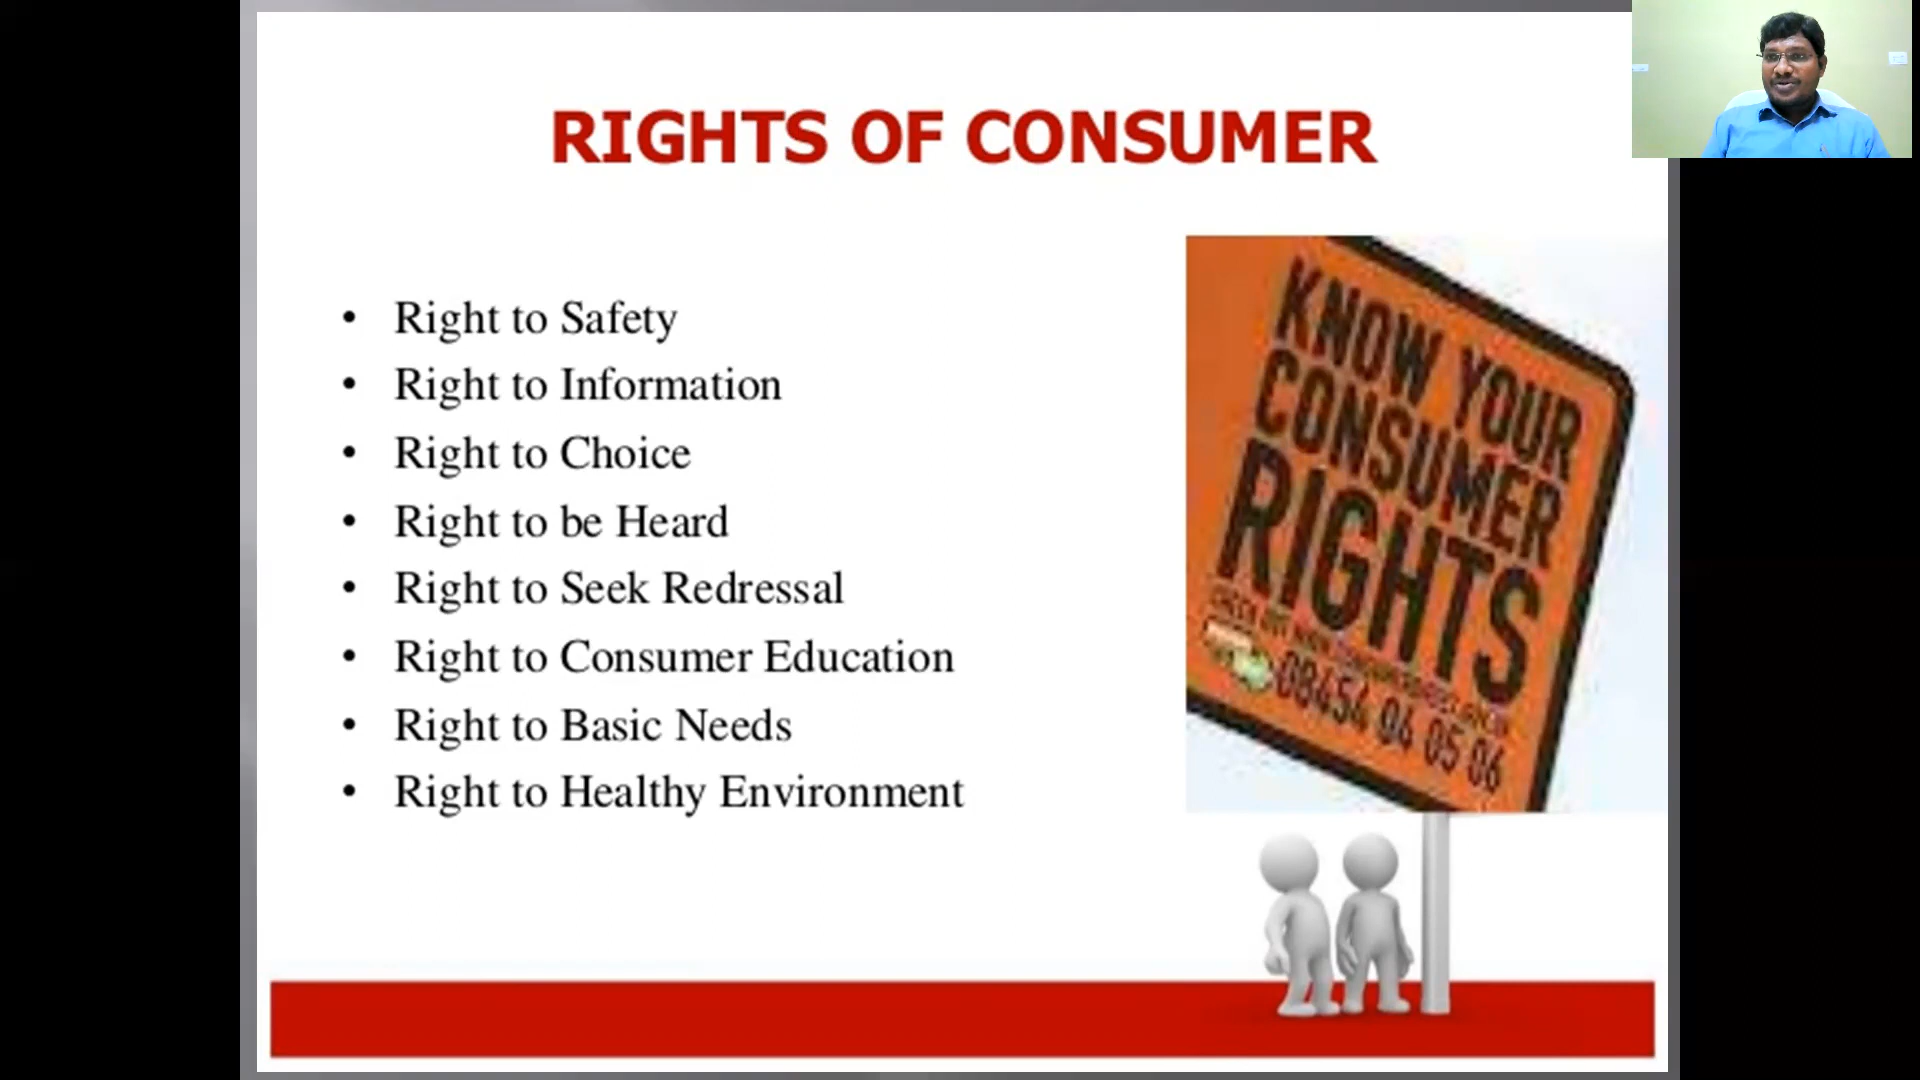 RIGHTS OF CONSUMER
• Right to Safety
• Right to Information
• Right to Choice
• Right to be Heard
• Right to Seek Redressal
• Right to Consumer Education
• Right to Basic Needs
• Right to Healthy Environment
KNOW YOUR
CONSUMER
RIGHTS
CHECK OUT
08454 04 05 06